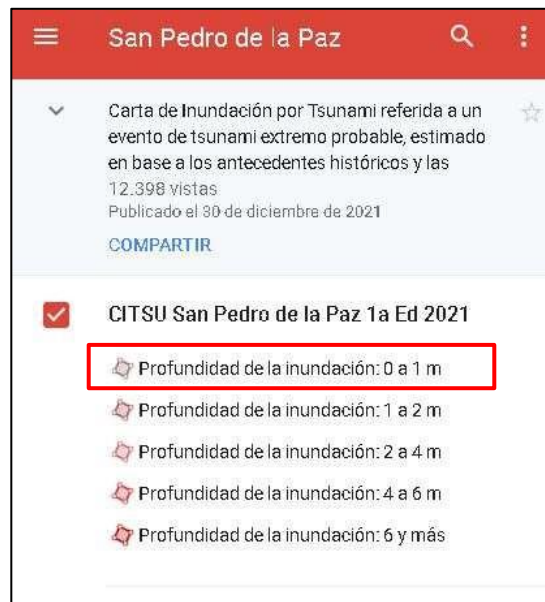 San Pedro de la Paz
Carta de Inundación por Tsunami referida a un
evento de tsunami extremo probable, estimado
en base a los antecedentes históricos y las
12.398 vistas
Publicado el 30 de diciembre de 2021
COMPARTIR
CITSU San Pedro de la Paz 1a Ed 2021
Profundidad de la inundación: 0 a 1 m
Profundidad de la inundación: 1 a 2 m
Profundidad de la inundación: 2 a 4 m
Profundidad de la inundación: 4 a 6 m
Profundidad de la inundación: 6 y más